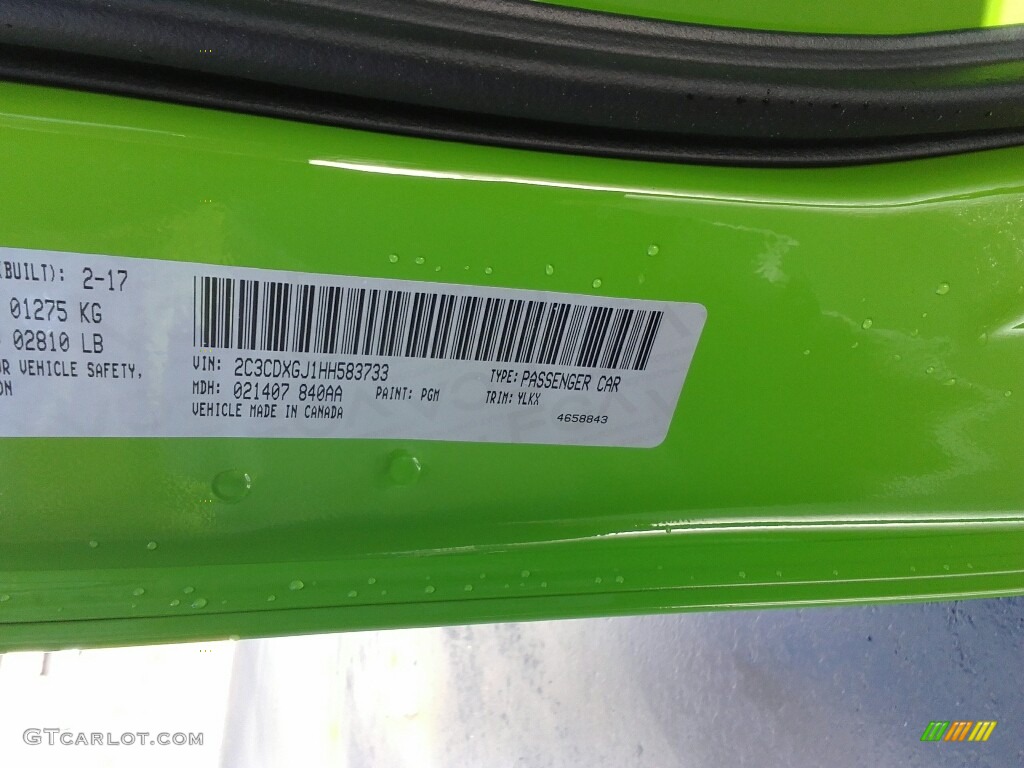 (BUILT): 2-17
01275 KG
02810 LB
VEHICLE SAFETY,
VIN: 2C3CDXGJ1HH583733
TYPE: PASSENGER CAR
MDH: 021407 840AA
PAINT: PGM
TRIM: YLKX
VEHICLE MADE IN CANADA
4658843
GTcarlot.com